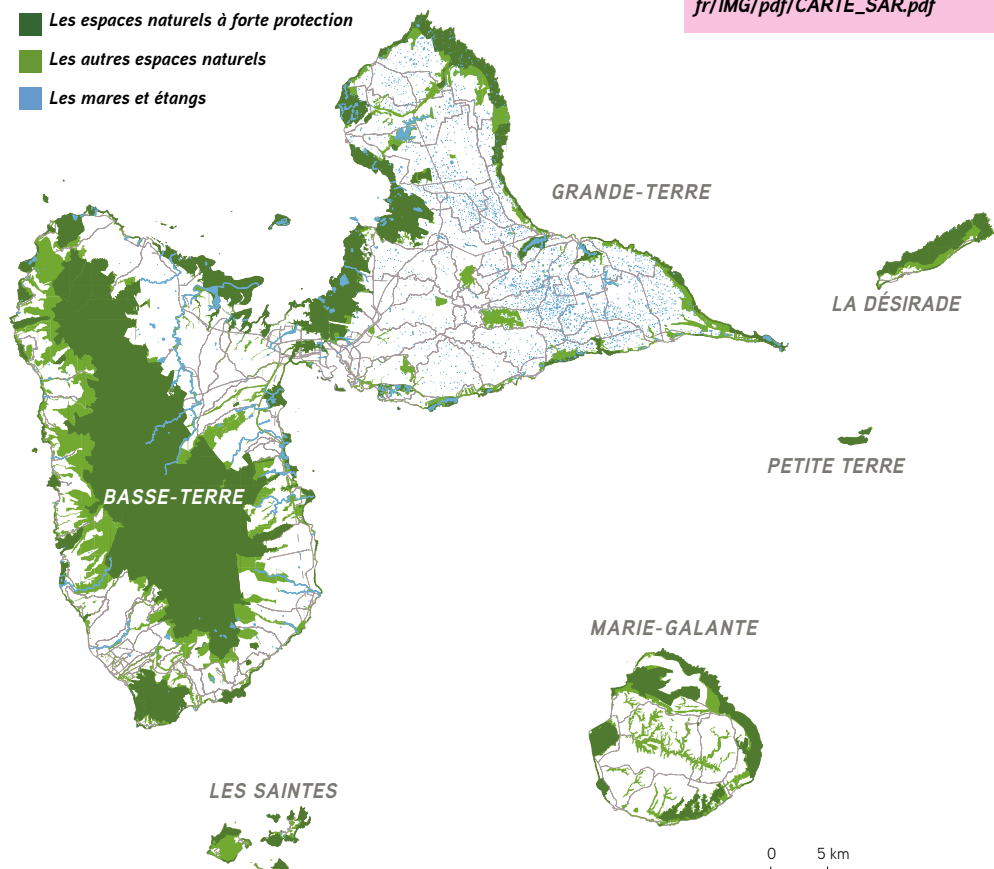 fr/IMG/pdf/CARTE_SAR.pdf
Les espaces naturels à forte protection
Les autres espaces naturels
Les mares et étangs
GRANDE-TERRE
LA DÉSIRADE
PETITE TERRE
BASSE-TERRE
MARIE-GALANTE
LES SAINTES
0 5 km